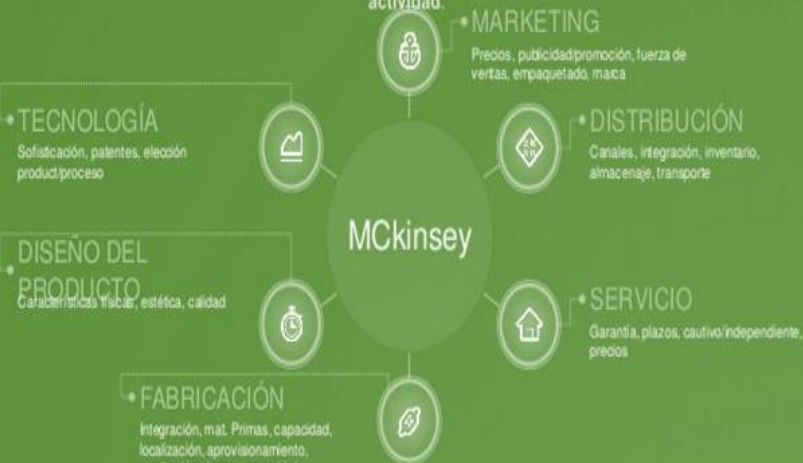 actividad.
MARKETING
Precios, publicidad/promoción, fuerza de
ventas, empaquetado, marca
TECNOLOGÍA
Sofisticación, patentes, elección
product/proceso
DISTRIBUCIÓN
Canales, integración, inventario,
almacenaje, transporte
MCkinsey
DISEÑO DEL
PRODUCTO
Características físicas, estética, calidad
SERVICIO
Garantía, plazos, cautivo/independiente,
precios
FABRICACIÓN
Integración, mat. Primas, capacidad,
localización, aprovisionamiento,